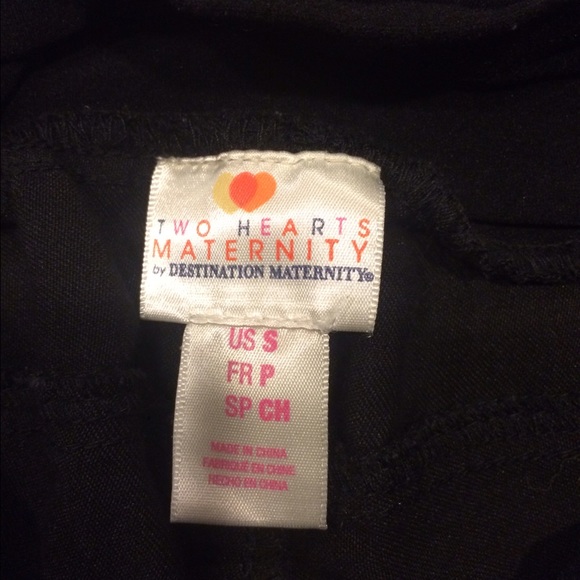 TWO HEARTS
MATERNITY
by DESTINATION MATERNITY®
US S
FR P
SP CH
MADE IN CHINA
FABRIQUÉ EN CHINE
HECHO EN CHINA